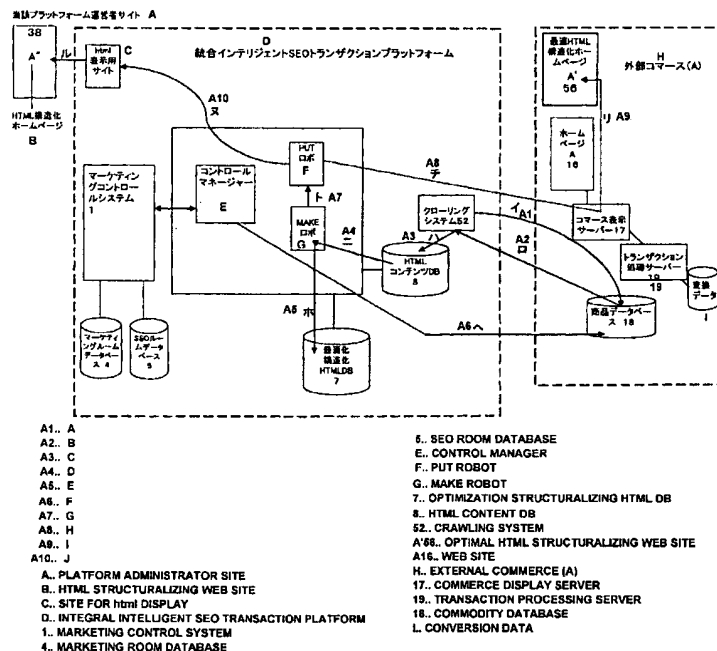 当該プラットフォーム運営者サイト A
38
A"
ル
Html
表示用
サイト
C
HTML構造化
ホームページ
B
D
統合インテリジェントSEOトランザクションプラットフォーム
A10
ヌ
PUT
ロボ
F
コントロール
マネージャー
E
マーケティン
グコントロー
ルシステム
1
ト A7
MAKE
ロボ
G
A4
ニ
A3
ハ
クローリング
システム52
HTML
コンテンツDB
8
A8
チ
イ
A1
A2
ロ
A5 ホ
A6 ヘ
マーケティ
ングルーム
データベー
ス 4
SEOルー
ムデータ
ベース
5
最適化
構造化
HTMLDB
7
最適HTML
構造化ホー
ムページ
A'
56
H
外部コマース(A)
リ A9
ホーム
ページ
A
16
コマース表示
サーバー17
トランザクション
処理サーバー
19
商品データベー
ス 18
変換
データ
A1.. A
A2.. B
A3.. C
A4.. D
A5.. E
A6.. F
A7.. G
A8.. H
A9.. I
A10.. J
A.. PLATFORM ADMINISTRATOR SITE
B.. HTML STRUCTURALIZING WEB SITE
C.. SITE FOR html DISPLAY
D.. INTEGRAL INTELLIGENT SEO TRANSACTION PLATFORM
1.. MARKETING CONTROL SYSTEM
4.. MARKETING ROOM DATABASE
5.. SEO ROOM DATABASE
E.. CONTROL MANAGER
F.. PUT ROBOT
G.. MAKE ROBOT
7.. OPTIMIZATION STRUCTURALIZING HTML DB
8.. HTML CONTENT DB
52.. CRAWLING SYSTEM
A'56.. OPTIMAL HTML STRUCTURALIZING WEB SITE
A16.. WEB SITE
H.. EXTERNAL COMMERCE (A)
17.. COMMERCE DISPLAY SERVER
19.. TRANSACTION PROCESSING SERVER
18.. COMMODITY DATABASE
I.. CONVERSION DATA